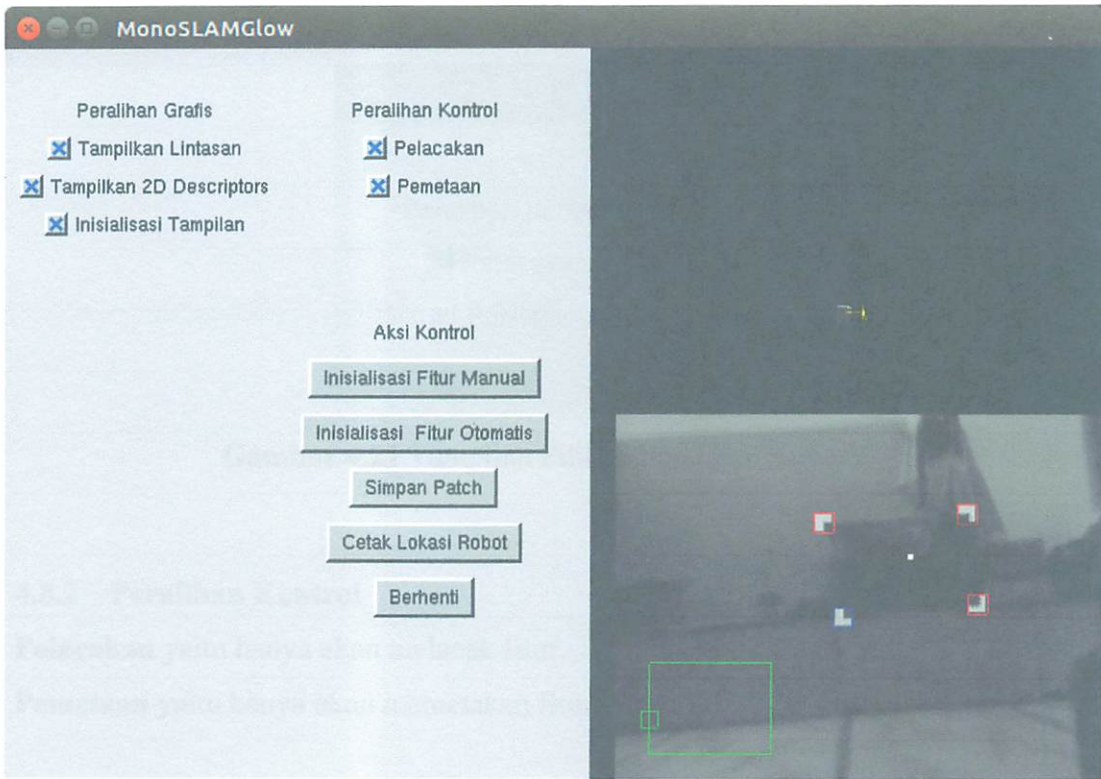 MonoSLAMGlow
Peralihan Grafis
Tampilkan Lintasan
Tampilkan 2D Descriptors
Inisialisasi Tampilan
Peralihan Kontrol
Pelacakan
Pemetaan
Aksi Kontrol
Inisialisasi Fitur Manual
Inisialisasi Fitur Otomatis
Simpan Patch
Cetak Lokasi Robot
Berhenti